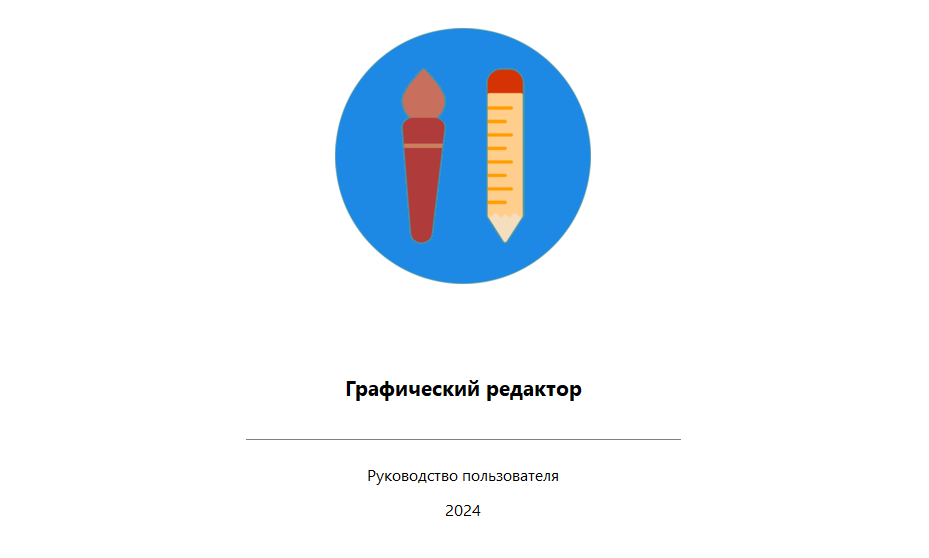 Графический редактор
Руководство пользователя
2024